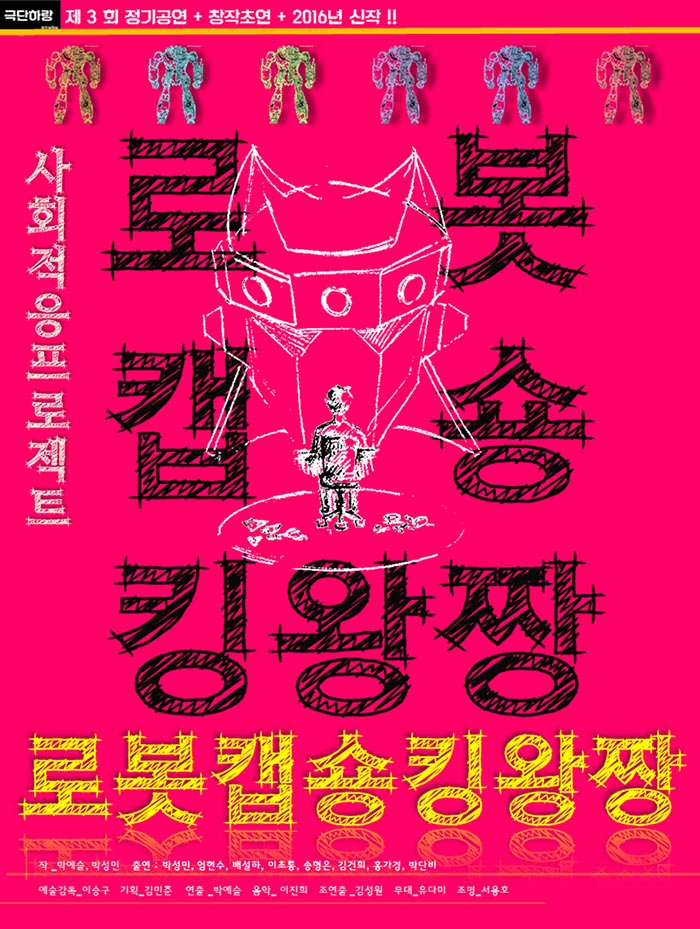 극단하랑 제 3 회 정기공연 + 창작초연 + 2016년 신작 !!
사회적응프로젝트
로봇
캡숑
킹왕짱
로봇캡숑킹왕짱
작 _박예슬, 박성민 출연 : 박성민, 엄현수, 배설하, 이초롱, 송형은, 김건희, 홍가경, 박단비
예술감독_이승구 기획_김민준 연출 _박예슬 음악_ 이진희 조연출 _김성원 무대_유다미 조명_서용호